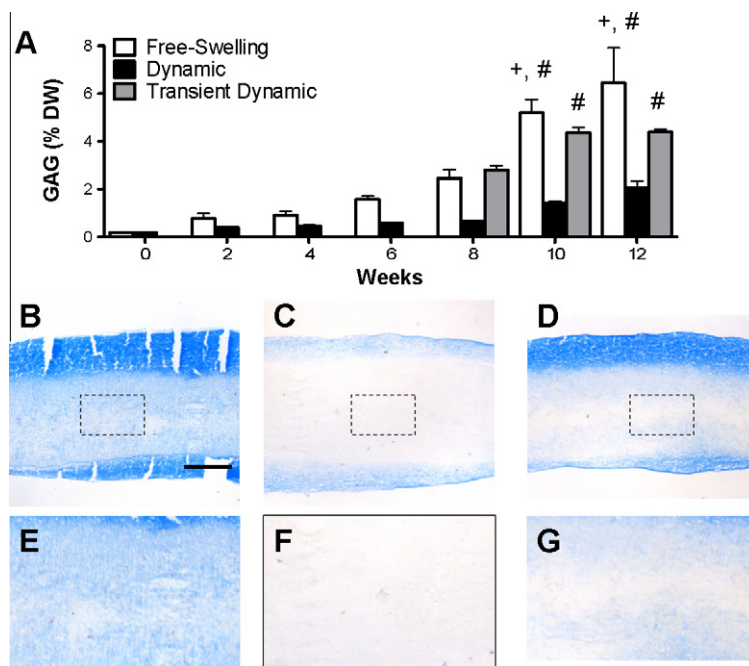 A
GAG (% DW)
8
6
4
2
0
Free-Swelling
Dynamic
Transient Dynamic
+, #
#
+, #
#
0 2 4 6 8 10 12
Weeks
B C D
E F G